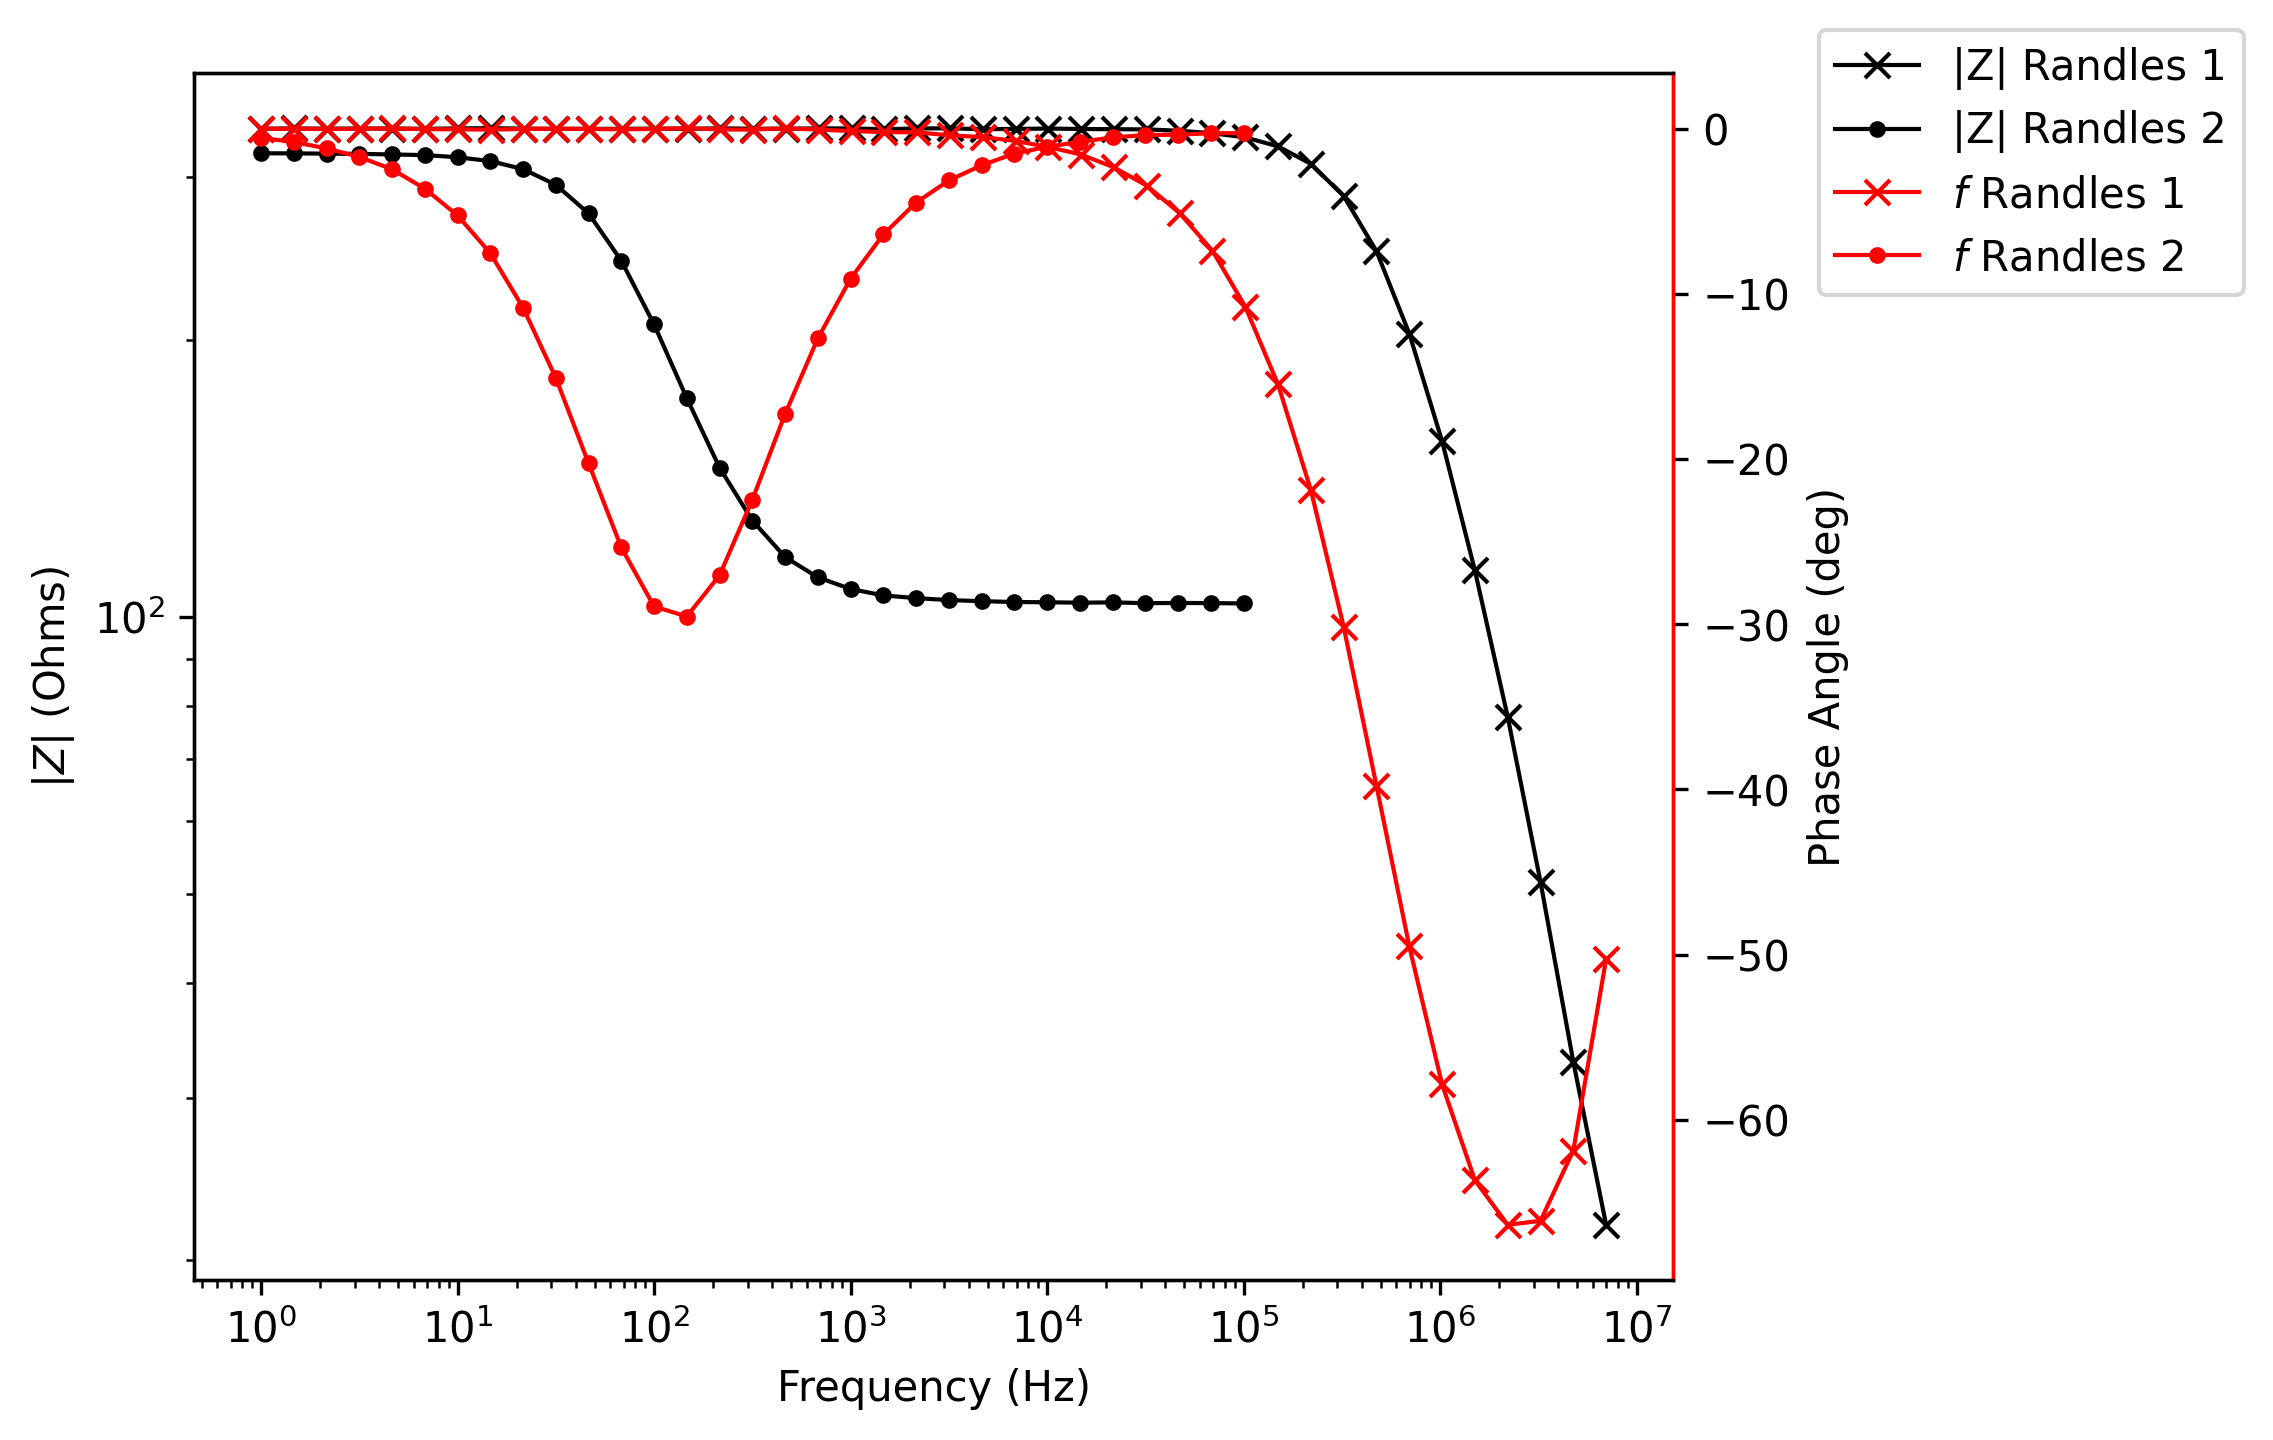 |Z| Randles 1
|Z| Randles 2
f Randles 1
f Randles 2
0
−10
−20
−30
−40
−50
−60
Phase Angle (deg)
10²
|Z| (Ohms)
10⁰ 10¹ 10² 10³ 10⁴ 10⁵ 10⁶ 10⁷
Frequency (Hz)